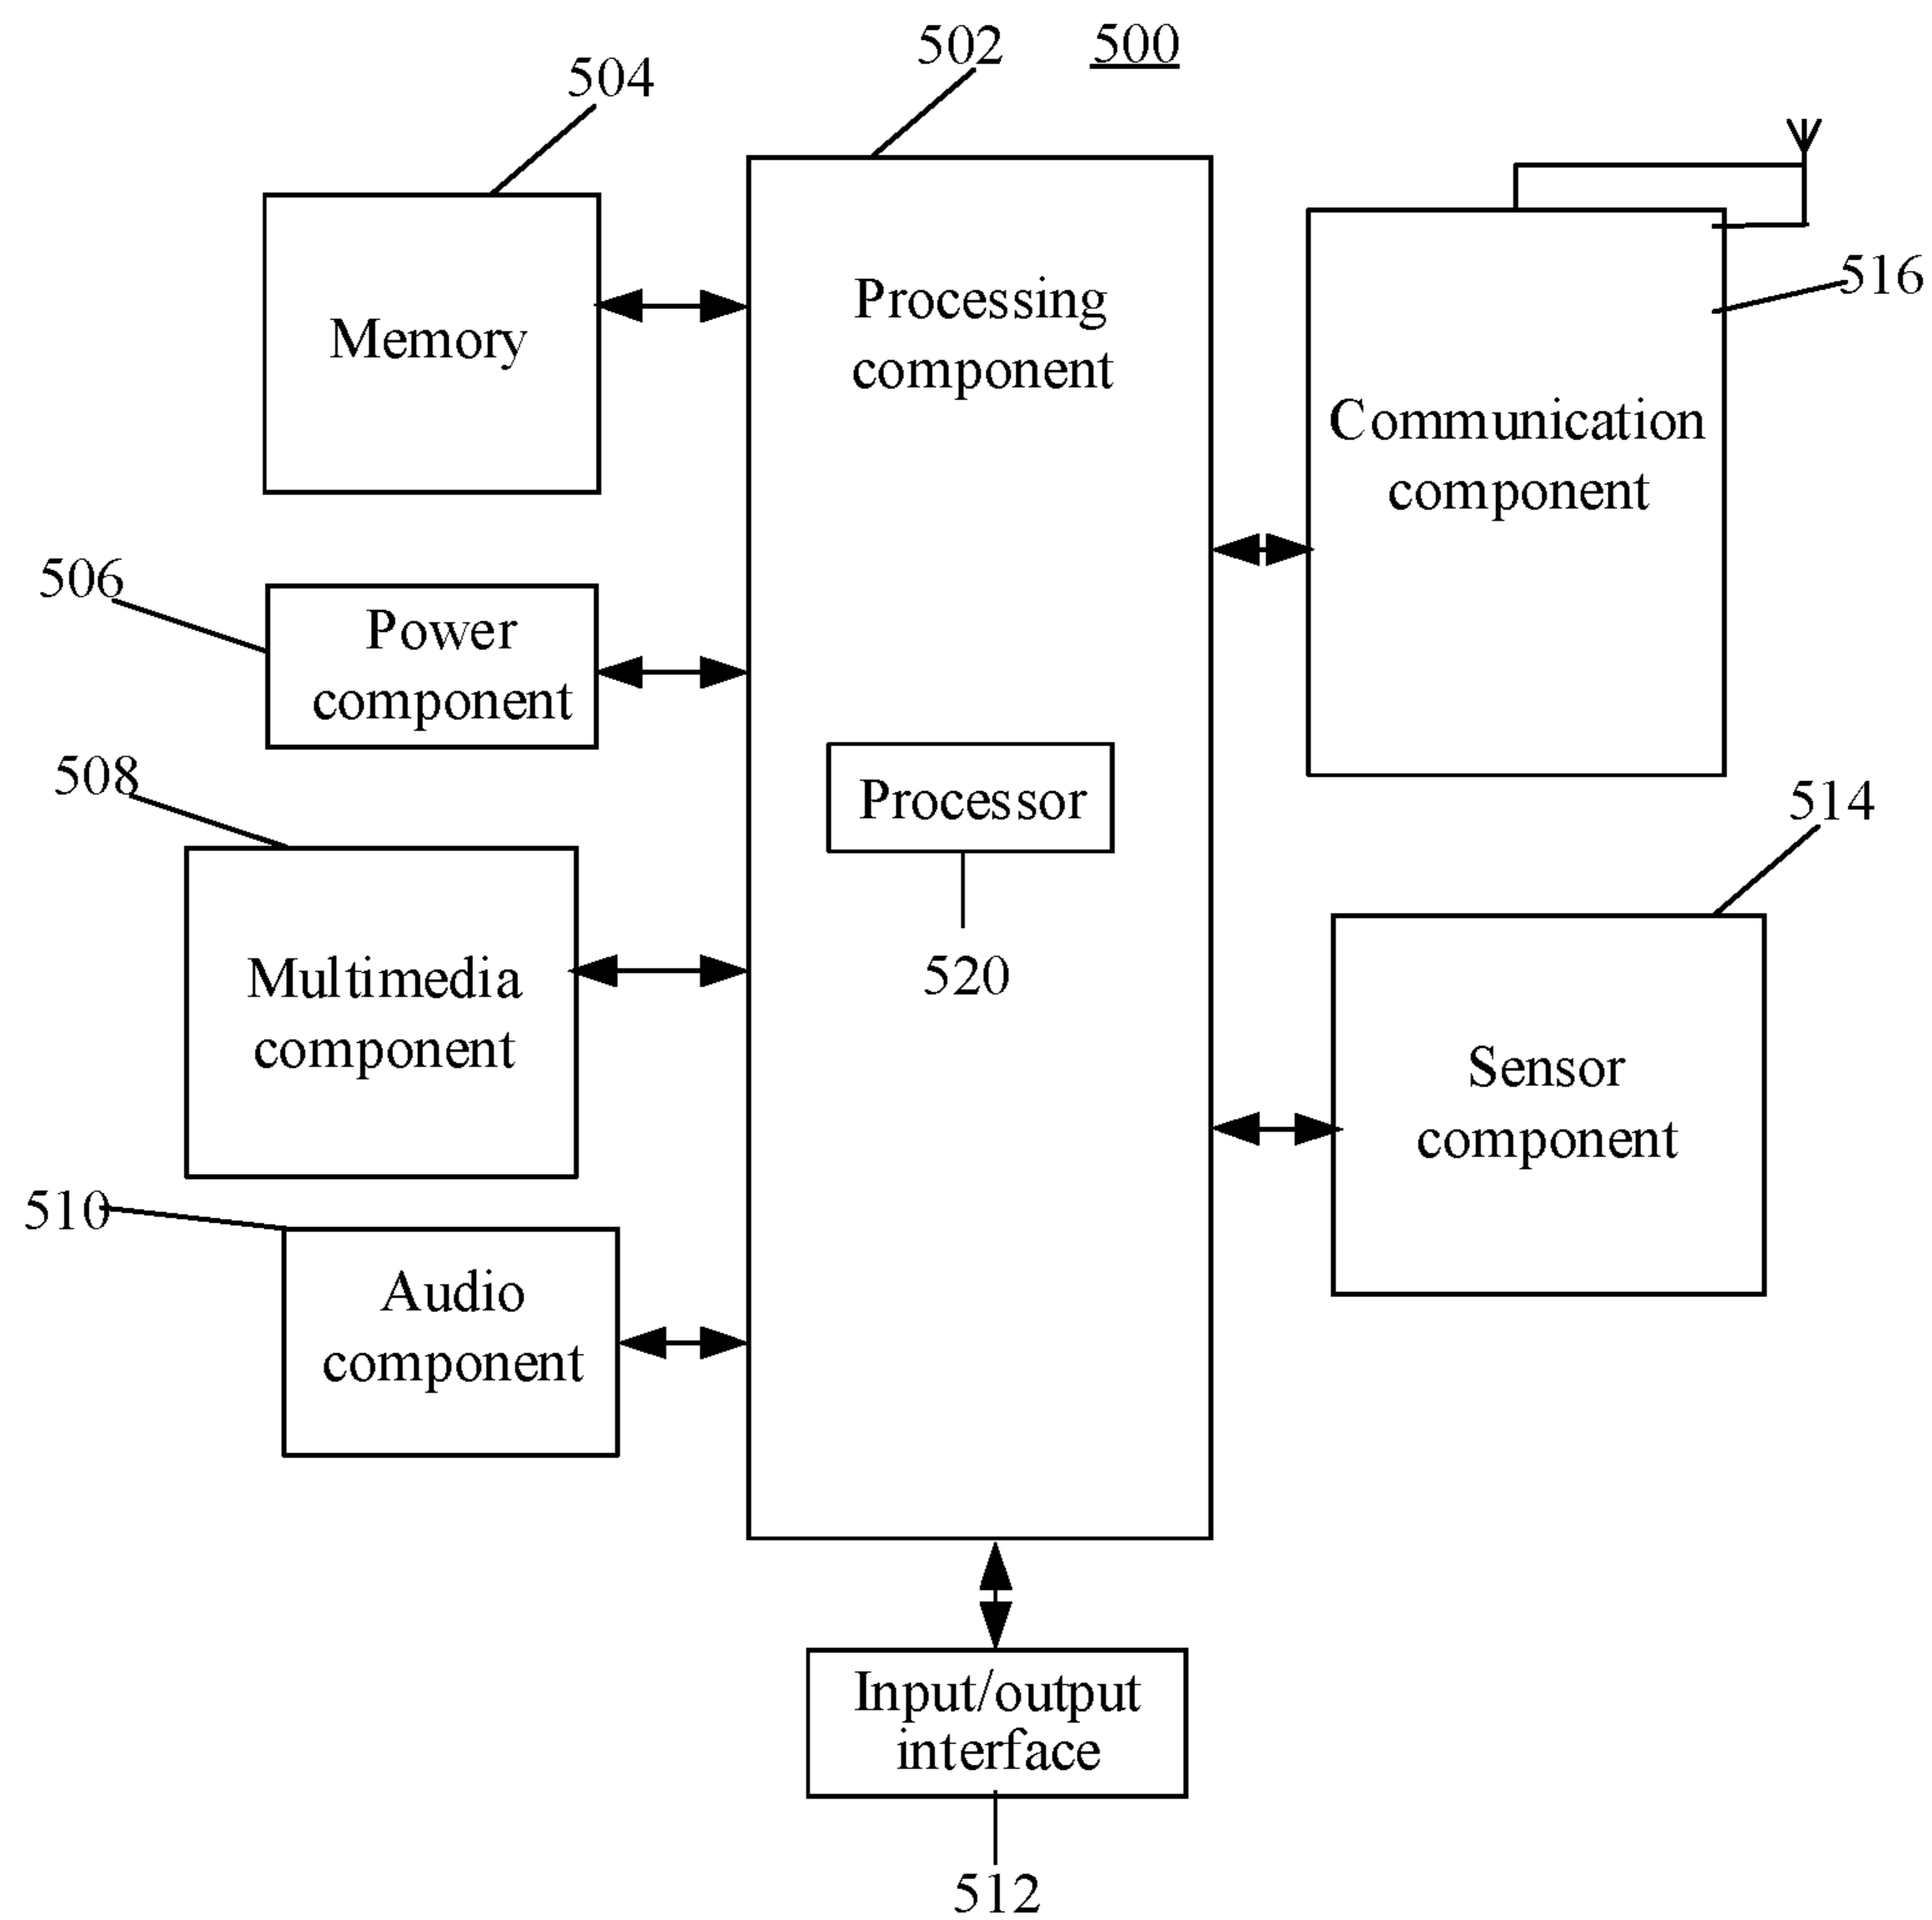 502
500
504
516
Memory
Processing
component
Communication
component
506
Power
component
508
Processor
514
520
Multimedia
component
Sensor
component
510
Audio
component
Input/output
interface
512